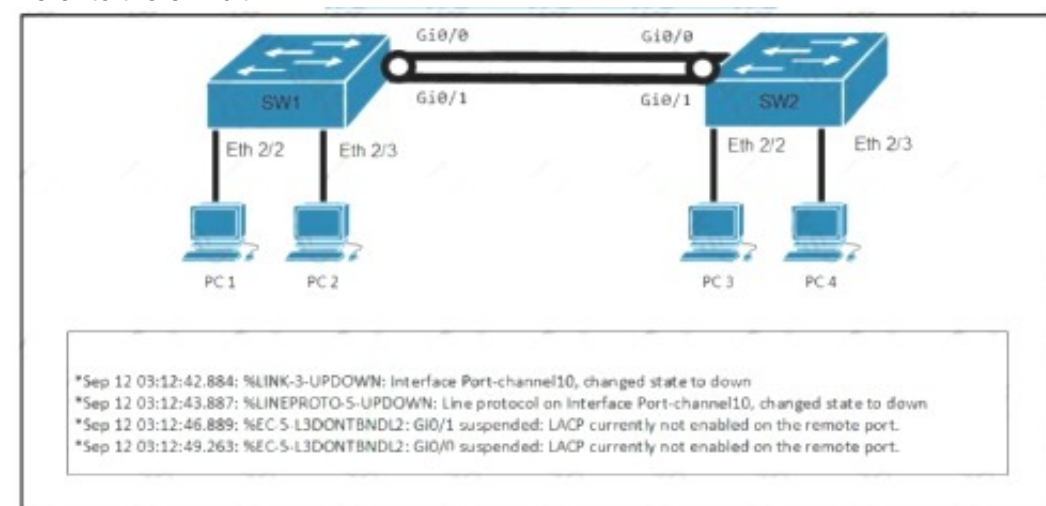 Gi0/0 Gi0/0
Gi0/1 Gi0/1
SW1 SW2
Eth 2/2 Eth 2/3 Eth 2/2 Eth 2/3
PC 1 PC 2 PC 3 PC 4
*Sep 12 03:12:42.884: %LINK-3-UPDOWN: Interface Port-channel10, changed state to down
*Sep 12 03:12:43.887: %LINEPROTO-5-UPDOWN: Line protocol on Interface Port-channel10, changed state to down
*Sep 12 03:12:46.889: %EC-5-L3DONTBNDL2: Gi0/1 suspended: LACP currently not enabled on the remote port.
*Sep 12 03:12:49.263: %EC-5-L3DONTBNDL2: Gi0/0 suspended: LACP currently not enabled on the remote port.